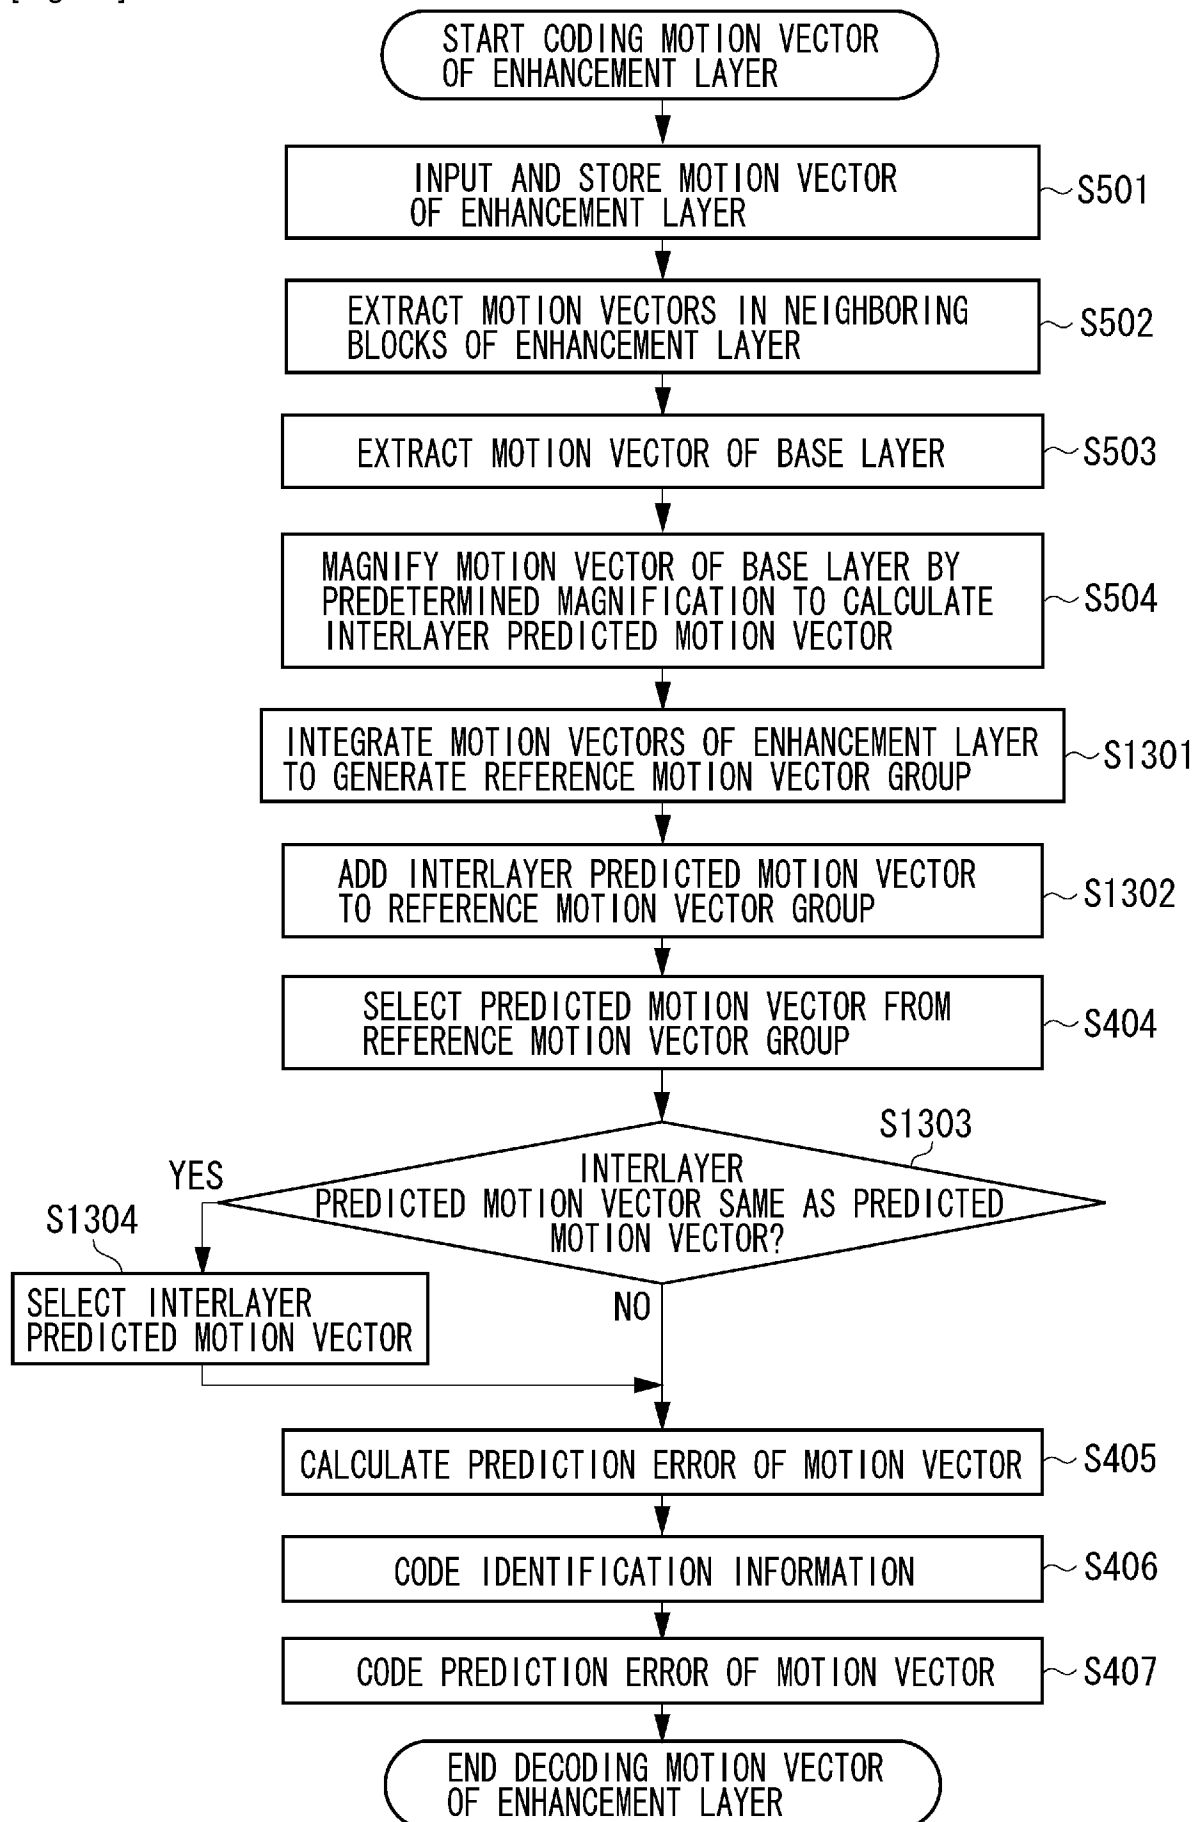 START CODING MOTION VECTOR
OF ENHANCEMENT LAYER
INPUT AND STORE MOTION VECTOR
OF ENHANCEMENT LAYER
S501
EXTRACT MOTION VECTORS IN NEIGHBORING
BLOCKS OF ENHANCEMENT LAYER
S502
EXTRACT MOTION VECTOR OF BASE LAYER
S503
MAGNIFY MOTION VECTOR OF BASE LAYER BY
PREDETERMINED MAGNIFICATION TO CALCULATE
INTERLAYER PREDICTED MOTION VECTOR
S504
INTEGRATE MOTION VECTORS OF ENHANCEMENT LAYER
TO GENERATE REFERENCE MOTION VECTOR GROUP
S1301
ADD INTERLAYER PREDICTED MOTION VECTOR
TO REFERENCE MOTION VECTOR GROUP
S1302
SELECT PREDICTED MOTION VECTOR FROM
REFERENCE MOTION VECTOR GROUP
S404
S1303
INTERLAYER
PREDICTED MOTION VECTOR SAME AS PREDICTED
MOTION VECTOR?
YES
S1304
SELECT INTERLAYER
PREDICTED MOTION VECTOR
NO
CALCULATE PREDICTION ERROR OF MOTION VECTOR
S405
CODE IDENTIFICATION INFORMATION
S406
CODE PREDICTION ERROR OF MOTION VECTOR
S407
END DECODING MOTION VECTOR
OF ENHANCEMENT LAYER